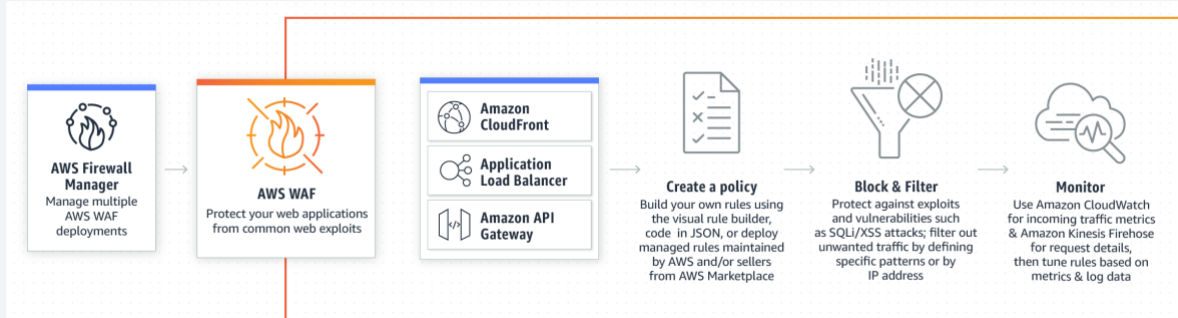 AWS Firewall
Manager
Manage multiple
AWS WAF
deployments
AWS WAF
Protect your web applications
from common web exploits
Amazon
CloudFront
Application
Load Balancer
</>
Amazon API
Gateway
Create a policy
Build your own rules using
the visual rule builder,
code in JSON, or deploy
managed rules maintained
by AWS and/or sellers
from AWS Marketplace
Block & Filter
Protect against exploits
and vulnerabilities such
as SQLi/XSS attacks; filter out
unwanted traffic by defining
specific patterns or by
IP address
Monitor
Use Amazon CloudWatch
for incoming traffic metrics
& Amazon Kinesis Firehose
for request details,
then tune rules based on
metrics & log data